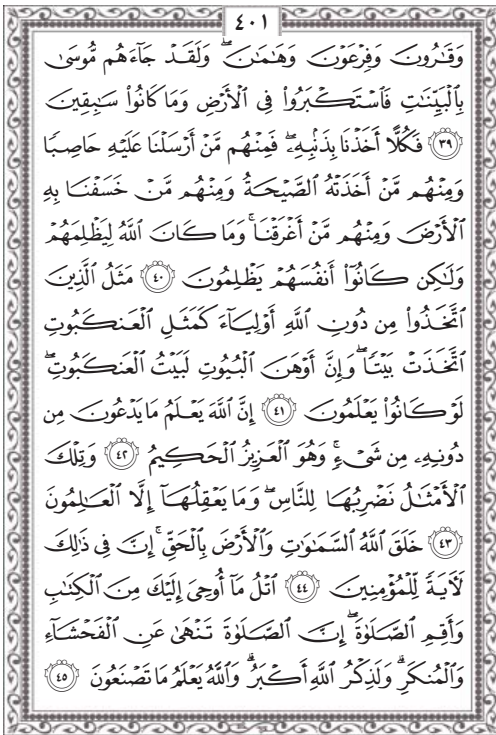 ٤٠١
وَقَٰرُونَ وَفِرْعَوْنَ وَهَٰمَٰنَ ۖ وَلَقَدْ جَآءَهُم مُّوسَىٰ
بِٱلْبَيِّنَٰتِ فَٱسْتَكْبَرُوا۟ فِى ٱلْأَرْضِ وَمَا كَانُوا۟ سَٰبِقِينَ
٣٩ فَكُلًّا أَخَذْنَا بِذَنۢبِهِۦ ۖ فَمِنْهُم مَّنْ أَرْسَلْنَا عَلَيْهِ حَاصِبًا
وَمِنْهُم مَّنْ أَخَذَتْهُ ٱلصَّيْحَةُ وَمِنْهُم مَّنْ خَسَفْنَا بِهِ
ٱلْأَرْضَ وَمِنْهُم مَّنْ أَغْرَقْنَا ۚ وَمَا كَانَ ٱللَّهُ لِيَظْلِمَهُمْ
وَلَٰكِن كَانُوٓا۟ أَنفُسَهُمْ يَظْلِمُونَ ٤٠ مَثَلُ ٱلَّذِينَ
ٱتَّخَذُوا۟ مِن دُونِ ٱللَّهِ أَوْلِيَآءَ كَمَثَلِ ٱلْعَنكَبُوتِ
ٱتَّخَذَتْ بَيْتًا ۖ وَإِنَّ أَوْهَنَ ٱلْبُيُوتِ لَبَيْتُ ٱلْعَنكَبُوتِ ۖ
لَوْ كَانُوا۟ يَعْلَمُونَ ٤١ إِنَّ ٱللَّهَ يَعْلَمُ مَا يَدْعُونَ مِن
دُونِهِۦ مِن شَىْءٍ ۚ وَهُوَ ٱلْعَزِيزُ ٱلْحَكِيمُ ٤٢ وَتِلْكَ
ٱلْأَمْثَٰلُ نَضْرِبُهَا لِلنَّاسِ ۖ وَمَا يَعْقِلُهَآ إِلَّا ٱلْعَٰلِمُونَ
٤٣ خَلَقَ ٱللَّهُ ٱلسَّمَٰوَٰتِ وَٱلْأَرْضَ بِٱلْحَقِّ ۚ إِنَّ فِى ذَٰلِكَ
لَءَايَةً لِّلْمُؤْمِنِينَ ٤٤ ٱتْلُ مَآ أُوحِىَ إِلَيْكَ مِنَ ٱلْكِتَٰبِ
وَأَقِمِ ٱلصَّلَوٰةَ ۖ إِنَّ ٱلصَّلَوٰةَ تَنْهَىٰ عَنِ ٱلْفَحْشَآءِ
وَٱلْمُنكَرِ ۗ وَلَذِكْرُ ٱللَّهِ أَكْبَرُ ۗ وَٱللَّهُ يَعْلَمُ مَا تَصْنَعُونَ ٤٥